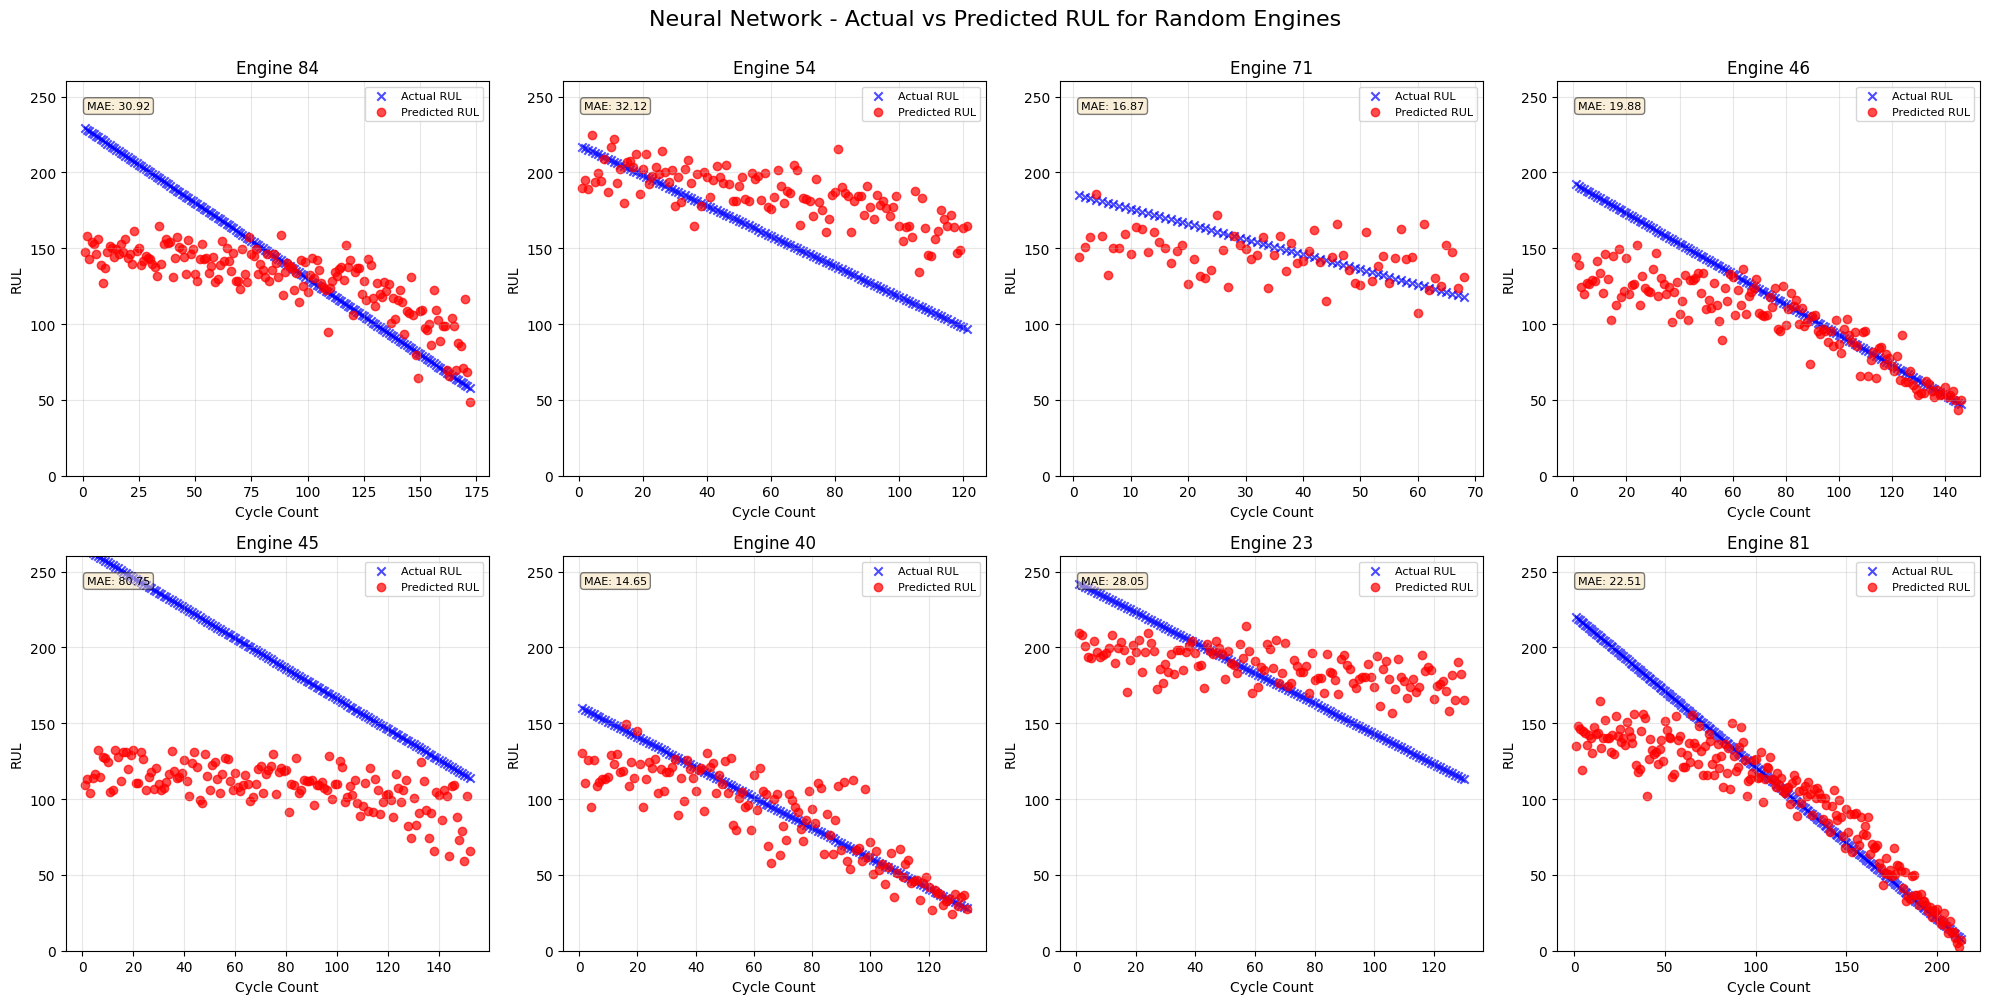 Neural Network - Actual vs Predicted RUL for Random Engines
Engine 84
MAE: 30.92
Actual RUL
Predicted RUL
RUL
250
200
150
100
50
0
0 25 50 75 100 125 150 175
Cycle Count
Engine 54
MAE: 32.12
Actual RUL
Predicted RUL
RUL
250
200
150
100
50
0
0 20 40 60 80 100 120
Cycle Count
Engine 71
MAE: 16.87
Actual RUL
Predicted RUL
RUL
250
200
150
100
50
0
0 10 20 30 40 50 60 70
Cycle Count
Engine 46
MAE: 19.88
Actual RUL
Predicted RUL
RUL
250
200
150
100
50
0
0 20 40 60 80 100 120 140
Cycle Count
Engine 45
MAE: 80.75
Actual RUL
Predicted RUL
RUL
250
200
150
100
50
0
0 20 40 60 80 100 120 140
Cycle Count
Engine 40
MAE: 14.65
Actual RUL
Predicted RUL
RUL
250
200
150
100
50
0
0 20 40 60 80 100 120
Cycle Count
Engine 23
MAE: 28.05
Actual RUL
Predicted RUL
RUL
250
200
150
100
50
0
0 20 40 60 80 100 120
Cycle Count
Engine 81
MAE: 22.51
Actual RUL
Predicted RUL
RUL
250
200
150
100
50
0
0 50 100 150 200
Cycle Count